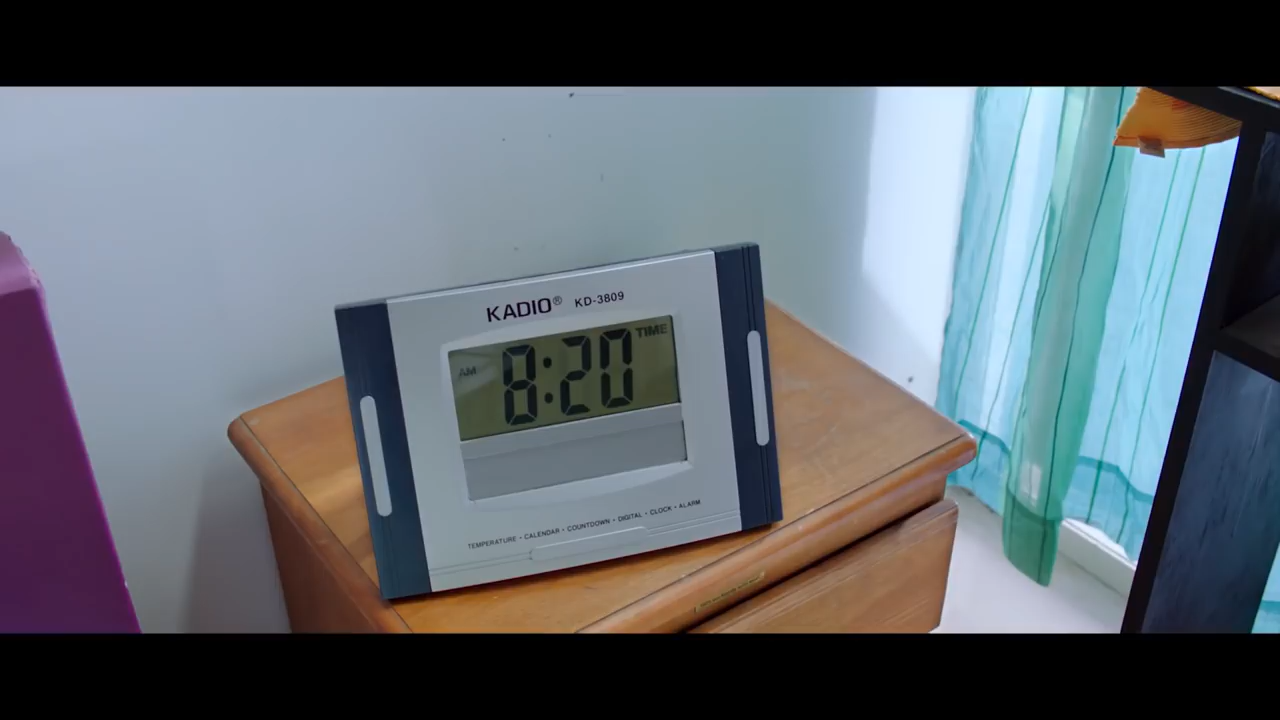 KADIO® KD-3809
TIME
AM 8:20
TEMPERATURE • CALENDAR • COUNTDOWN • DIGITAL • CLOCK • ALARM